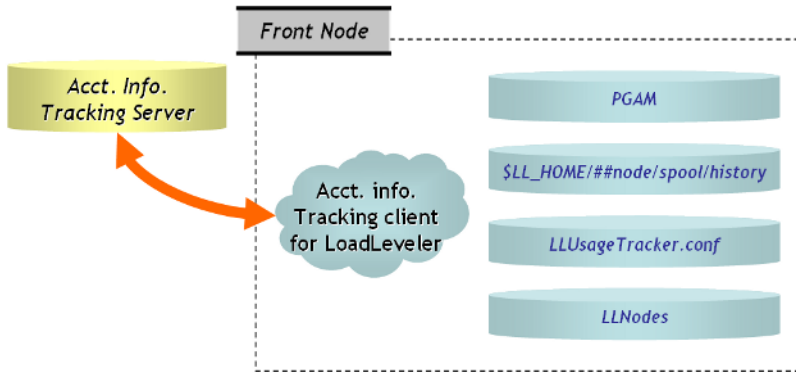 Front Node
Acct. Info.
Tracking Server
Acct. info.
Tracking client
for LoadLeveler
PGAM
$LL_HOME/##node/spool/history
LLUsageTracker.conf
LLNodes